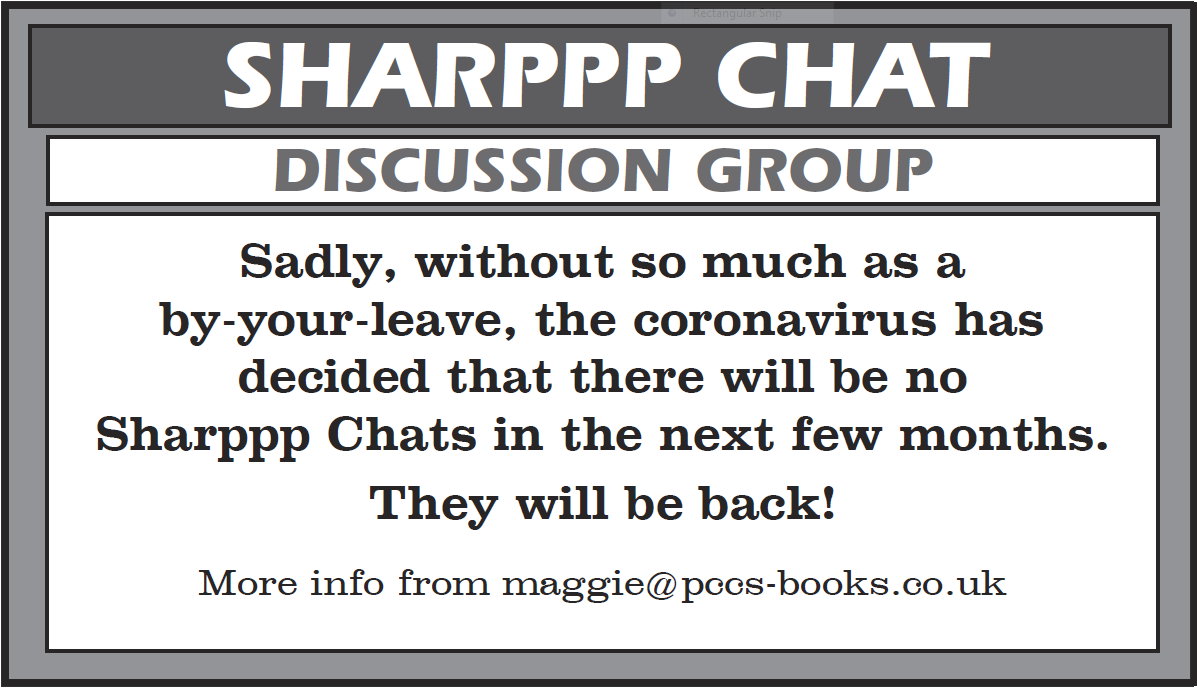 Rectangular Snip
SHARPPP CHAT
DISCUSSION GROUP
Sadly, without so much as a
by-your-leave, the coronavirus has
decided that there will be no
Sharppp Chats in the next few months.
They will be back!
More info from maggie@pccs-books.co.uk